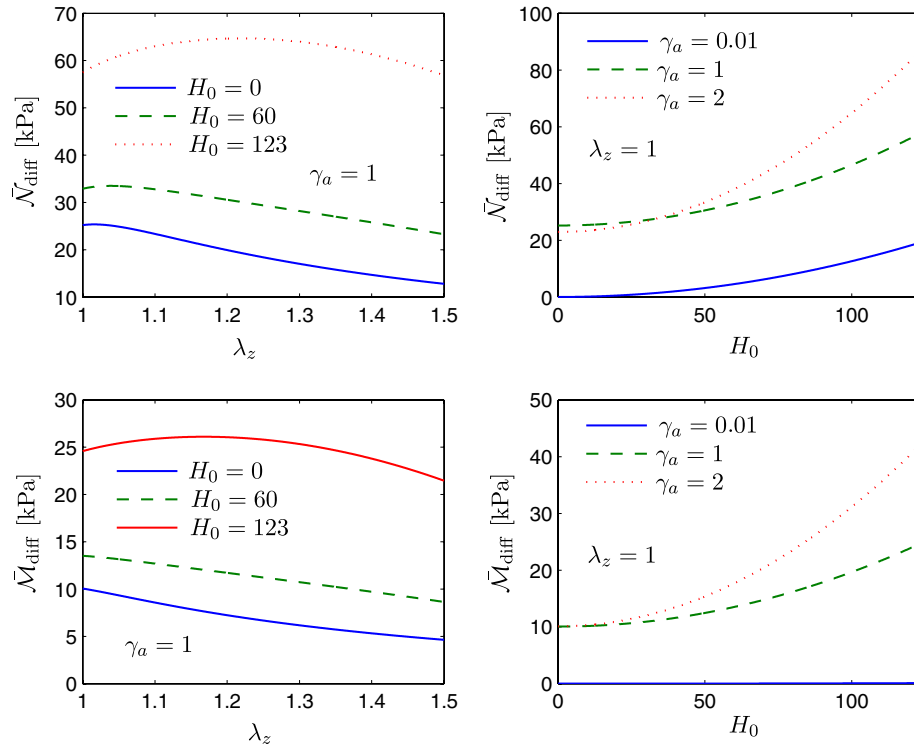 70
60
50
40
30
20
10
1
1.1
1.2
1.3
1.4
1.5
N̄diff [kPa]
λz
H0 = 0
H0 = 60
H0 = 123
γa = 1
100
80
60
40
20
0
0
50
100
N̄diff [kPa]
H0
γa = 0.01
γa = 1
γa = 2
λz = 1
30
25
20
15
10
5
0
1
1.1
1.2
1.3
1.4
1.5
M̄diff [kPa]
λz
H0 = 0
H0 = 60
H0 = 123
γa = 1
50
40
30
20
10
0
0
50
100
M̄diff [kPa]
H0
γa = 0.01
γa = 1
γa = 2
λz = 1